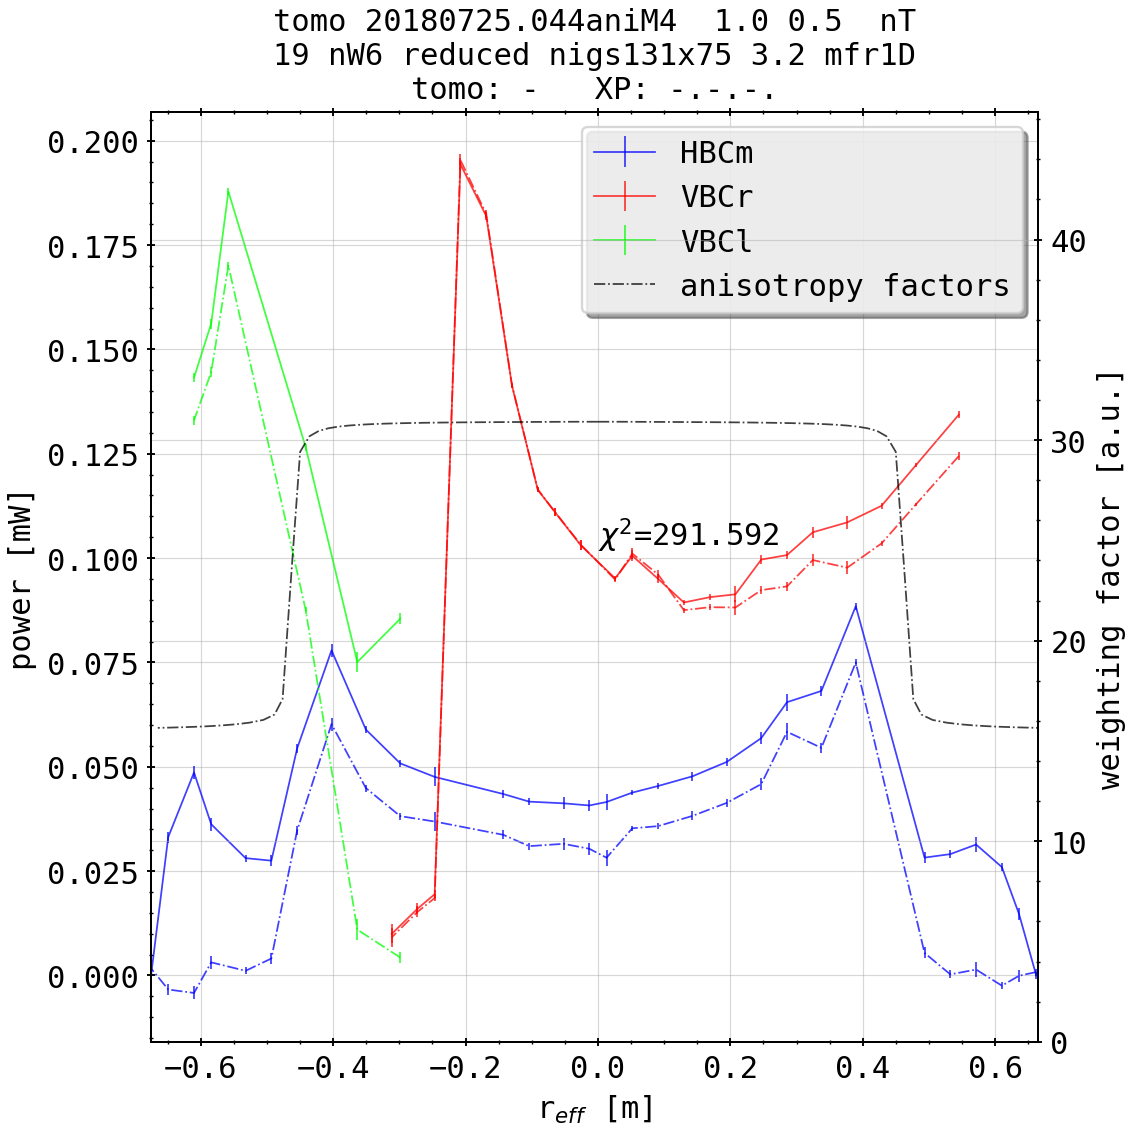 tomo 20180725.044aniM4  1.0 0.5  nT
19 nW6 reduced nigs131x75 3.2 mfr1D
tomo: -   XP: -.-.-.
HBCm
VBCr
VBCl
anisotropy factors
0.200
0.175
0.150
0.125
0.100
0.075
0.050
0.025
0.000
power [mW]
χ²=291.592
40
30
20
10
0
weighting factor [a.u.]
−0.6 −0.4 −0.2 0.0 0.2 0.4 0.6
r_eff [m]